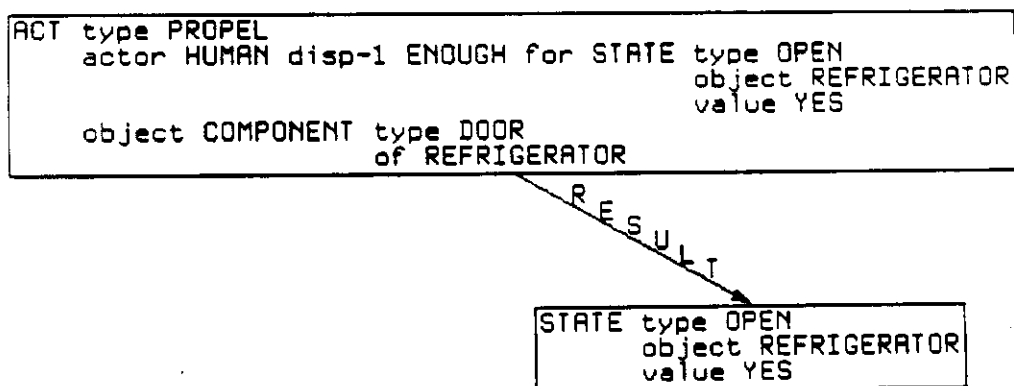 ACT type PROPEL
actor HUMAN disp-1 ENOUGH for STATE type OPEN
object REFRIGERATOR
value YES
object COMPONENT type DOOR
of REFRIGERATOR
RESULT
STATE type OPEN
object REFRIGERATOR
value YES